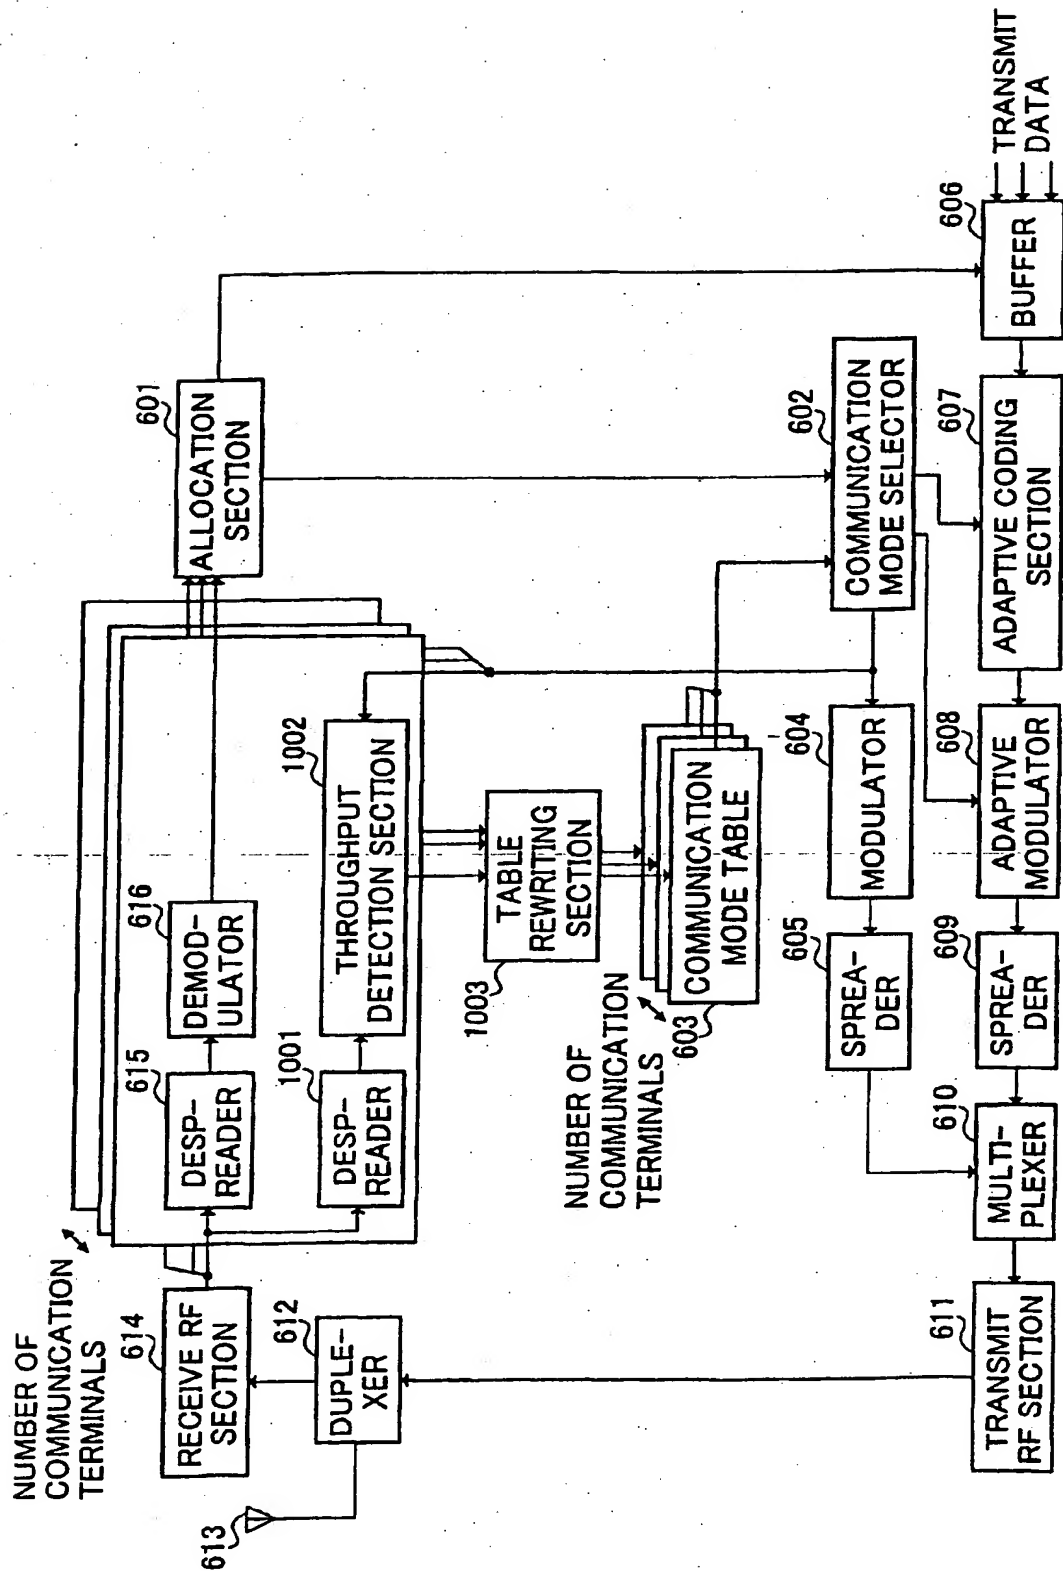 NUMBER OF
COMMUNICATION
TERMINALS
614
RECEIVE RF
SECTION
613
612
DUPLE-
XER
615
DESP-
READER
616
DEMOD-
ULATOR
1001
DESP-
READER
1002
THROUGHPUT
DETECTION SECTION
601
ALLOCATION
SECTION
1003
TABLE
REWRITING
SECTION
NUMBER OF
COMMUNICATION
TERMINALS
603
COMMUNICATION
MODE TABLE
602
COMMUNICATION
MODE SELECTOR
604
MODULATOR
605
SPREA-
DER
TRANSMIT
DATA
606
BUFFER
607
ADAPTIVE CODING
SECTION
608
ADAPTIVE
MODULATOR
609
SPREA-
DER
610
MULTI-
PLEXER
611
TRANSMIT
RF SECTION